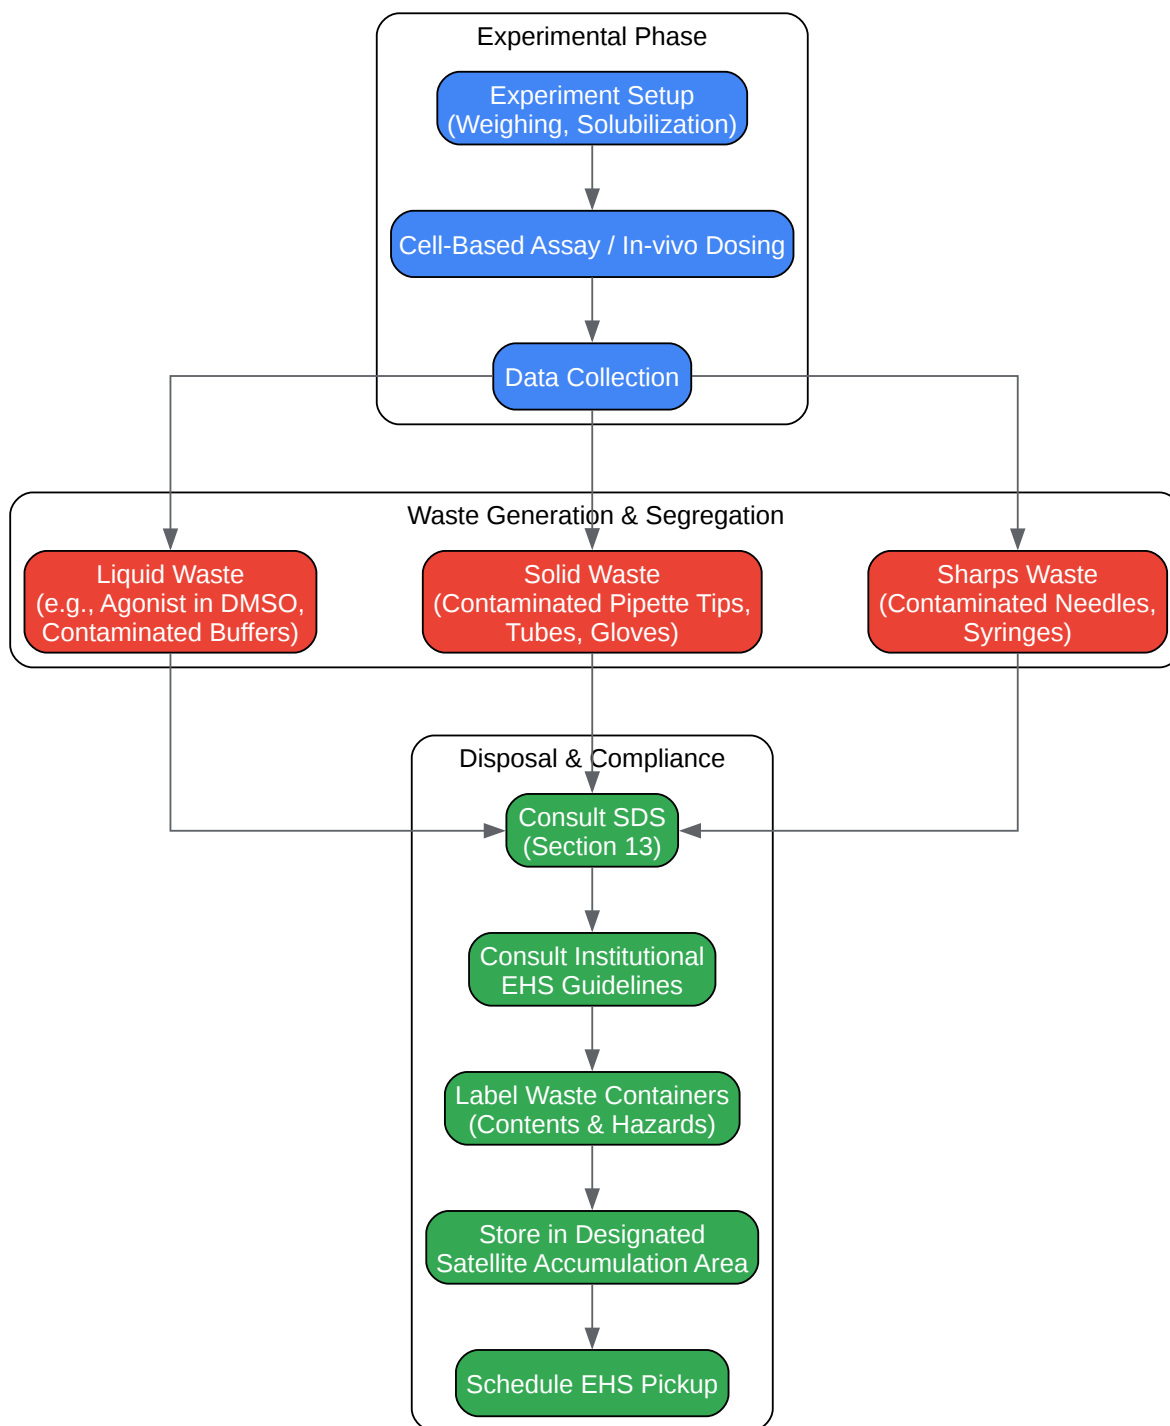 Experimental Phase
Experiment Setup
(Weighing, Solubilization)
Cell-Based Assay / In-vivo Dosing
Data Collection
Waste Generation & Segregation
Liquid Waste
(e.g., Agonist in DMSO,
Contaminated Buffers)
Solid Waste
(Contaminated Pipette Tips,
Tubes, Gloves)
Sharps Waste
(Contaminated Needles,
Syringes)
Disposal & Compliance
Consult SDS
(Section 13)
Consult Institutional
EHS Guidelines
Label Waste Containers
(Contents & Hazards)
Store in Designated
Satellite Accumulation Area
Schedule EHS Pickup